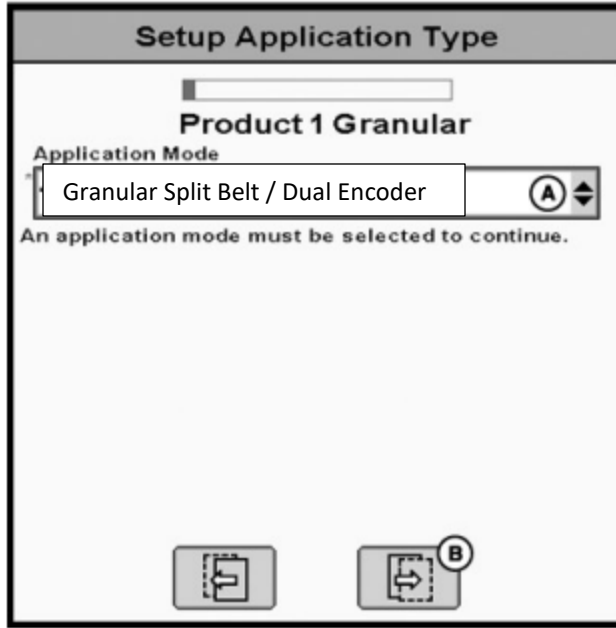 Setup Application Type
Product 1 Granular
Application Mode
Granular Split Belt / Dual Encoder
A
An application mode must be selected to continue.
B